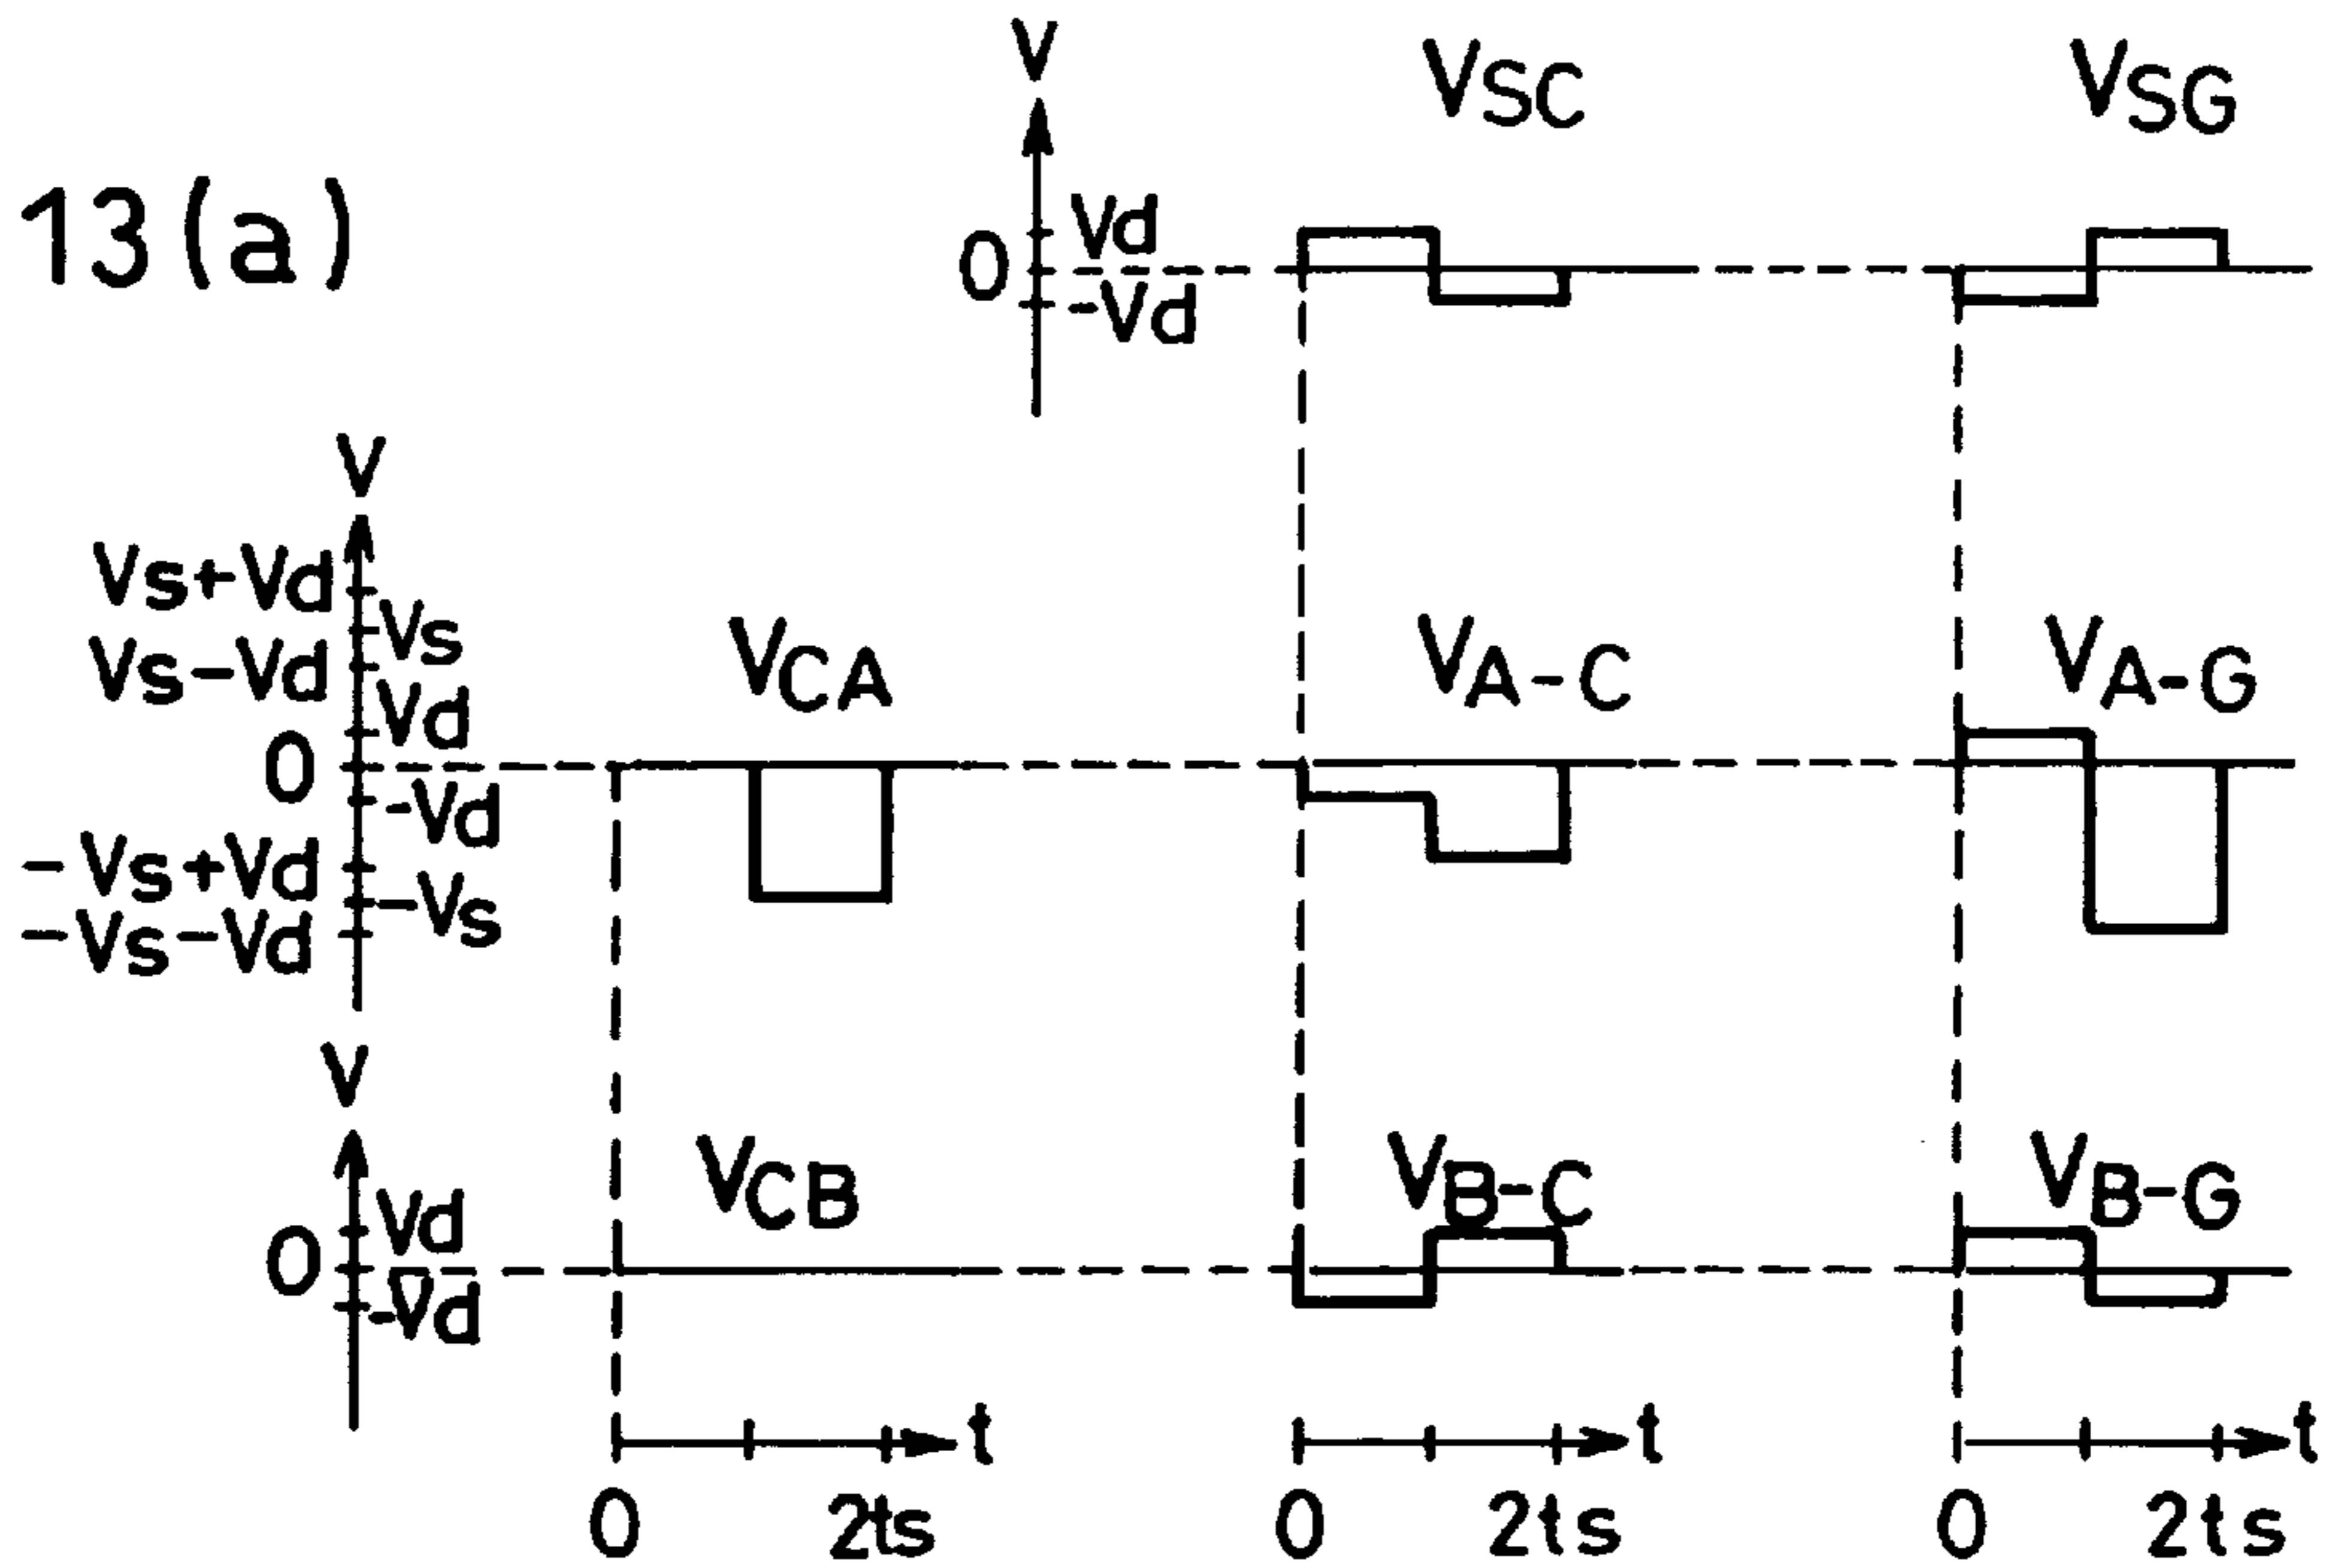 13(a)
V
VSC
VSG
Vd
0
-Vd
V
Vs+Vd
Vs
Vs-Vd
Vd
0
-Vd
-Vs+Vd
-Vs
-Vs-Vd
VCA
VA-C
VA-G
V
Vd
0
-Vd
VCB
VB-C
VB-G
t
t
t
0
2ts
0
2ts
0
2ts